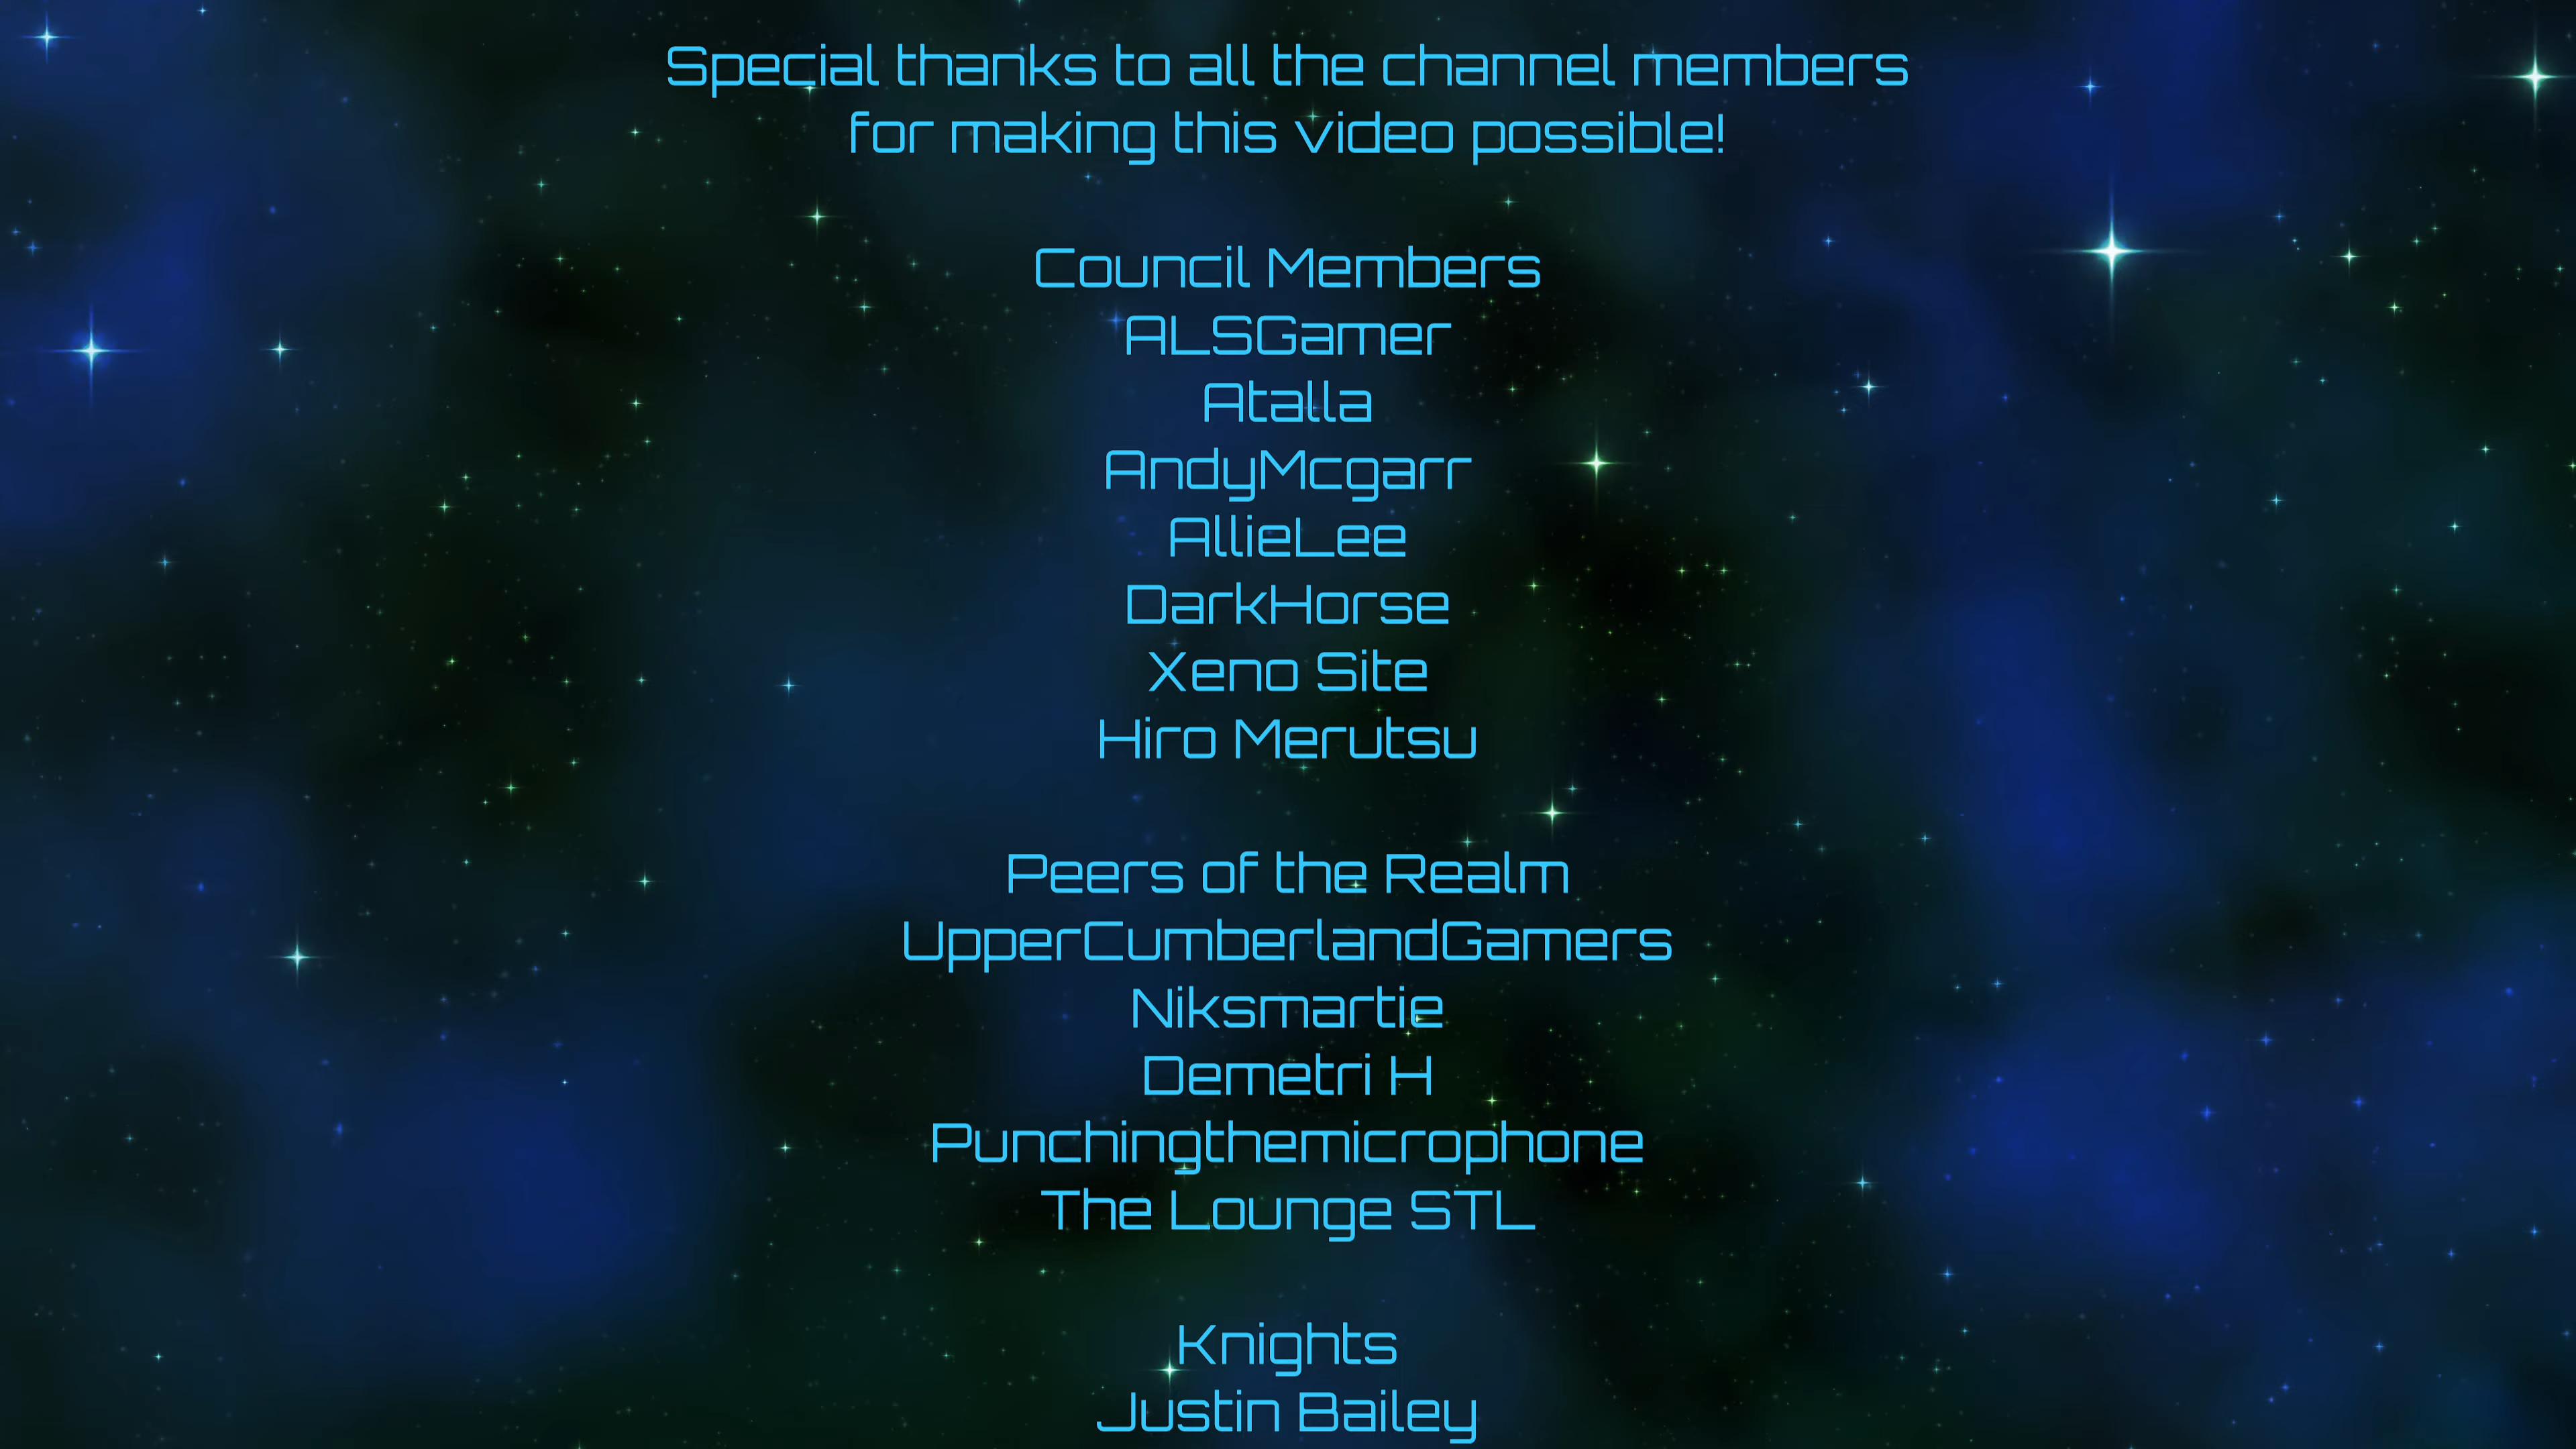 Special thanks to all the channel members
for making this video possible!
Council Members
ALSGamer
Atalla
AndyMcgarr
AllieLee
DarkHorse
Xeno Site
Hiro Merutsu
Peers of the Realm
UpperCumberlandGamers
Niksmartie
Demetri H
Punchingthemicrophone
The Lounge STL
Knights
Justin Bailey